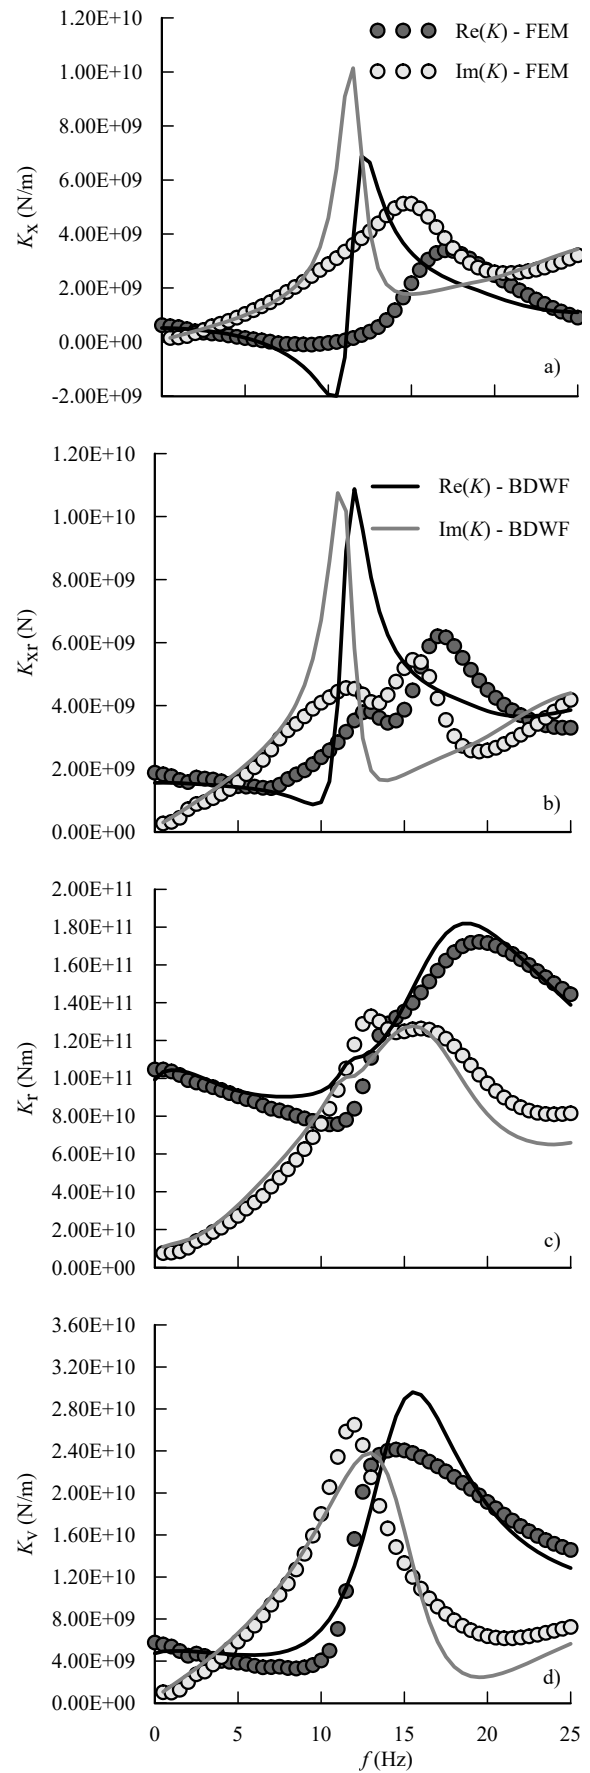 1.20E+10
1.00E+10
8.00E+09
6.00E+09
4.00E+09
2.00E+09
0.00E+00
-2.00E+09
Kx (N/m)
Re(K) - FEM
Im(K) - FEM
a)
1.20E+10
1.00E+10
8.00E+09
6.00E+09
4.00E+09
2.00E+09
0.00E+00
Kxr (N)
Re(K) - BDWF
Im(K) - BDWF
b)
2.00E+11
1.80E+11
1.60E+11
1.40E+11
1.20E+11
1.00E+11
8.00E+10
6.00E+10
4.00E+10
2.00E+10
0.00E+00
Kr (Nm)
c)
3.60E+10
3.20E+10
2.80E+10
2.40E+10
2.00E+10
1.60E+10
1.20E+10
8.00E+09
4.00E+09
0.00E+00
Kv (N/m)
d)
0 5 10 15 20 25
f (Hz)